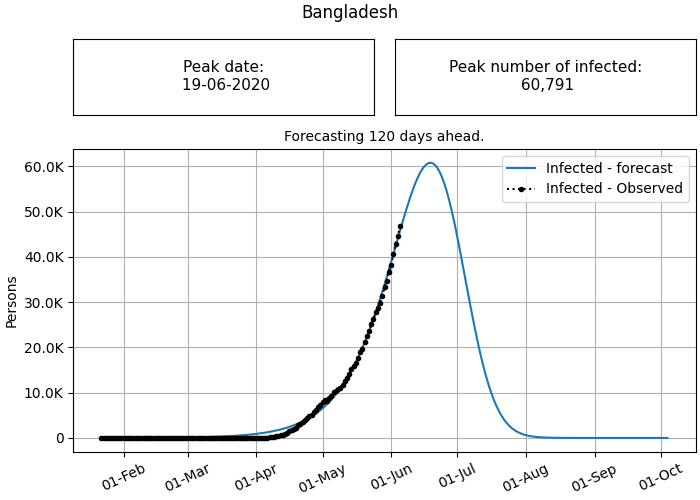 Bangladesh
Peak date:
19-06-2020
Peak number of infected:
60,791
Forecasting 120 days ahead.
Infected - forecast
Infected - Observed
60.0K
50.0K
40.0K
30.0K
20.0K
10.0K
0
Persons
01-Feb
01-Mar
01-Apr
01-May
01-Jun
01-Jul
01-Aug
01-Sep
01-Oct